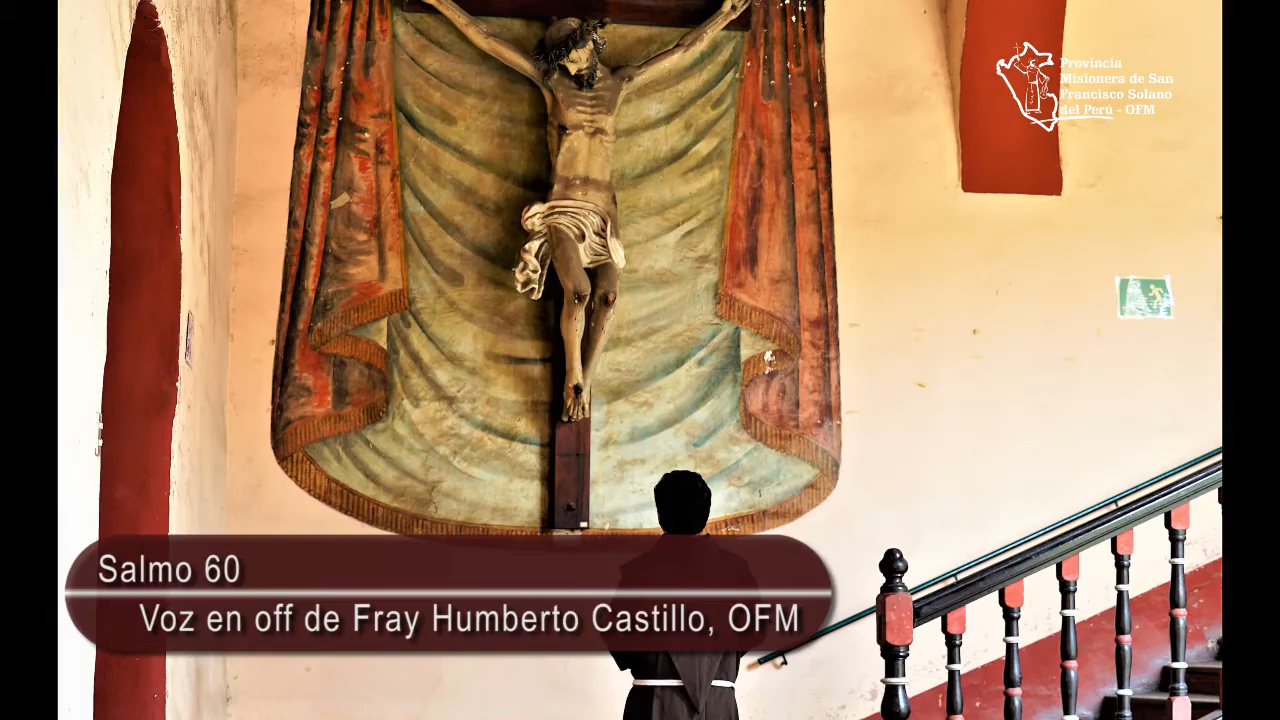 Provincia
Misionera de San
Francisco Solano
del Perú - OFM
Salmo 60
Voz en off de Fray Humberto Castillo, OFM